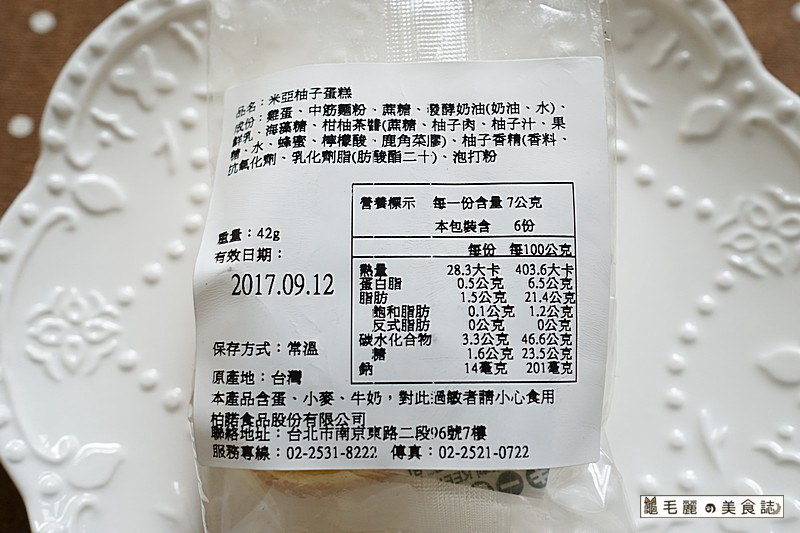 品名：米亞柚子蛋糕
成份：雞蛋、中筋麵粉、蔗糖、發酵奶油(奶油、水)、
鮮乳、海藻糖、柑柚茶醬(蔗糖、柚子肉、柚子汁、果
糖、水、蜂蜜、檸檬酸、鹿角菜膠)、柚子香精(香料、
抗氧化劑、乳化劑脂(肪酸酯二十)、泡打粉
營養標示 每一份含量 7公克
本包裝含 6份
每份 每100公克
熱量 28.3大卡 403.6大卡
蛋白脂 0.5公克 6.5公克
脂肪 1.5公克 21.4公克
飽和脂肪 0.1公克 1.2公克
反式脂肪 0公克 0公克
碳水化合物 3.3公克 46.6公克
糖 1.6公克 23.5公克
鈉 14毫克 201毫克
重量：42g
有效日期：
2017.09.12
保存方式：常溫
原產地：台灣
本產品含蛋、小麥、牛奶，對此過敏者請小心食用
柏諾食品股份有限公司
聯絡地址：台北市南京東路二段96號7樓
服務專線：02-2531-8222 傳真：02-2521-0722
龜毛麗の美食誌